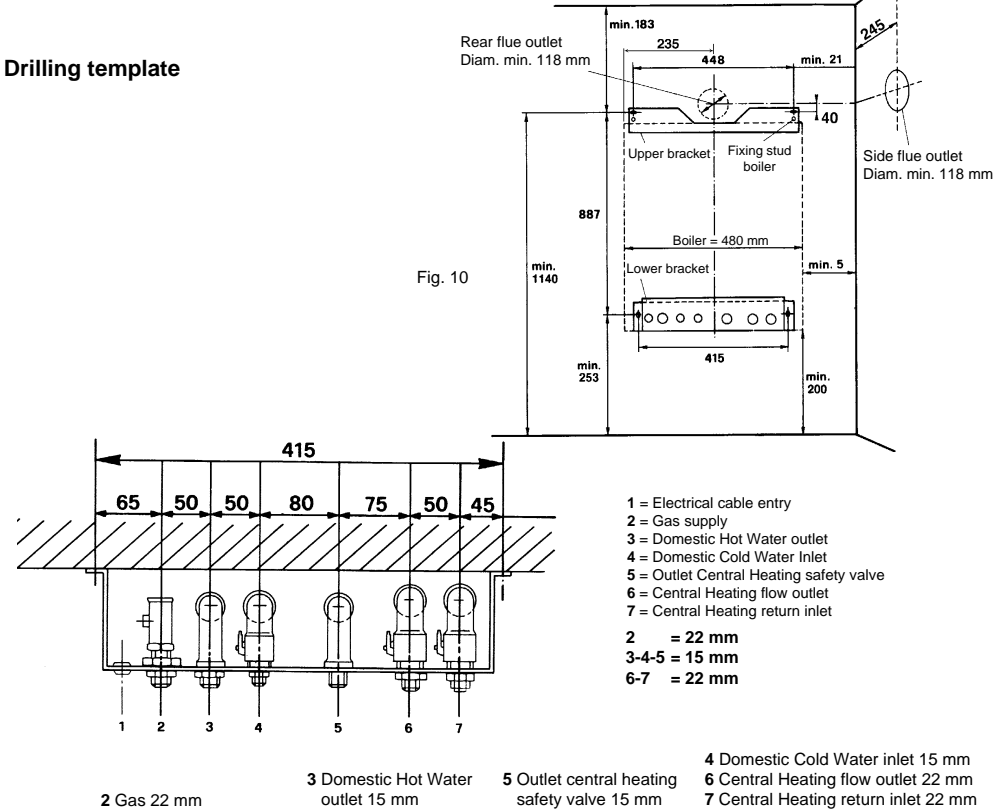 Drilling template
min.183
245
Rear flue outlet
Diam. min. 118 mm
235
448
min. 21
40
Upper bracket
Fixing stud
boiler
Side flue outlet
Diam. min. 118 mm
887
Boiler = 480 mm
min.
1140
Fig. 10
Lower bracket
min. 5
415
min.
253
min.
200
415
65
50
50
80
75
50
45
1 = Electrical cable entry
2 = Gas supply
3 = Domestic Hot Water outlet
4 = Domestic Cold Water Inlet
5 = Outlet Central Heating safety valve
6 = Central Heating flow outlet
7 = Central Heating return inlet
2 = 22 mm
3-4-5 = 15 mm
6-7 = 22 mm
1 2 3 4 5 6 7
2 Gas 22 mm
3 Domestic Hot Water
outlet 15 mm
5 Outlet central heating
safety valve 15 mm
4 Domestic Cold Water inlet 15 mm
6 Central Heating flow outlet 22 mm
7 Central Heating return inlet 22 mm